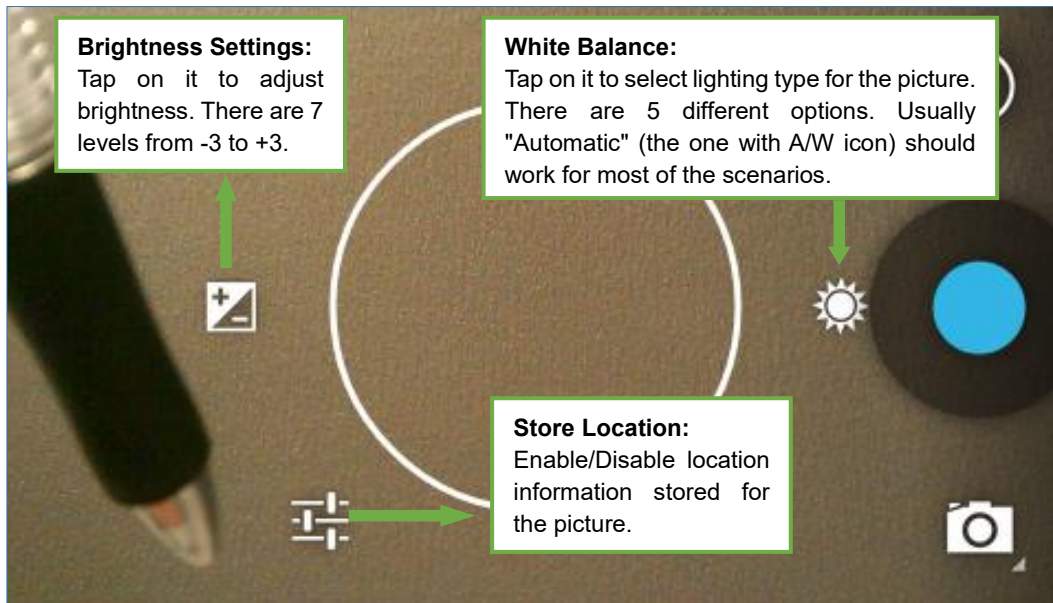 Brightness Settings:
Tap on it to adjust
brightness. There are 7
levels from -3 to +3.
White Balance:
Tap on it to select lighting type for the picture.
There are 5 different options. Usually
"Automatic" (the one with A/W icon) should
work for most of the scenarios.
Store Location:
Enable/Disable location
information stored for
the picture.